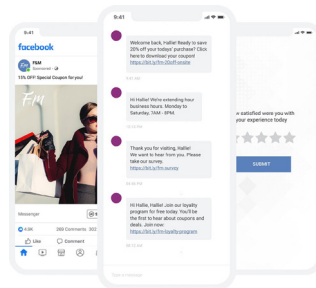 9:41
facebook
F&M
Sponsored
15% OFF! Special Coupon for you!
Fm
Messenger
4.8K
Like
Comment
9:41
Welcome back, Hallie! Ready to save
20% off your todays' purchase? Click
here to download your coupon!
https://bit.ly/fm-20off-onsite
Hi Hallie! We're extending hour
business hours. Monday to
Saturday, 7AM - 8PM.
Thank you for visiting, Hallie!
We want to hear from you. Please
take our survey.
https://bit.ly/fm-survey
Hi Hallie, Hallie! Join our loyalty
program for free today. You'll be
the first to hear about coupons and
deals. Join now:
https://bit.ly/fm-loyalty-program
satisfied were you with
your experience today
SUBMIT